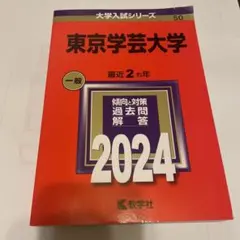 大学入試シリーズ 50
東京学芸大学
一般
最近2カ年
傾向と対策
過去問
解答
2024
教学社